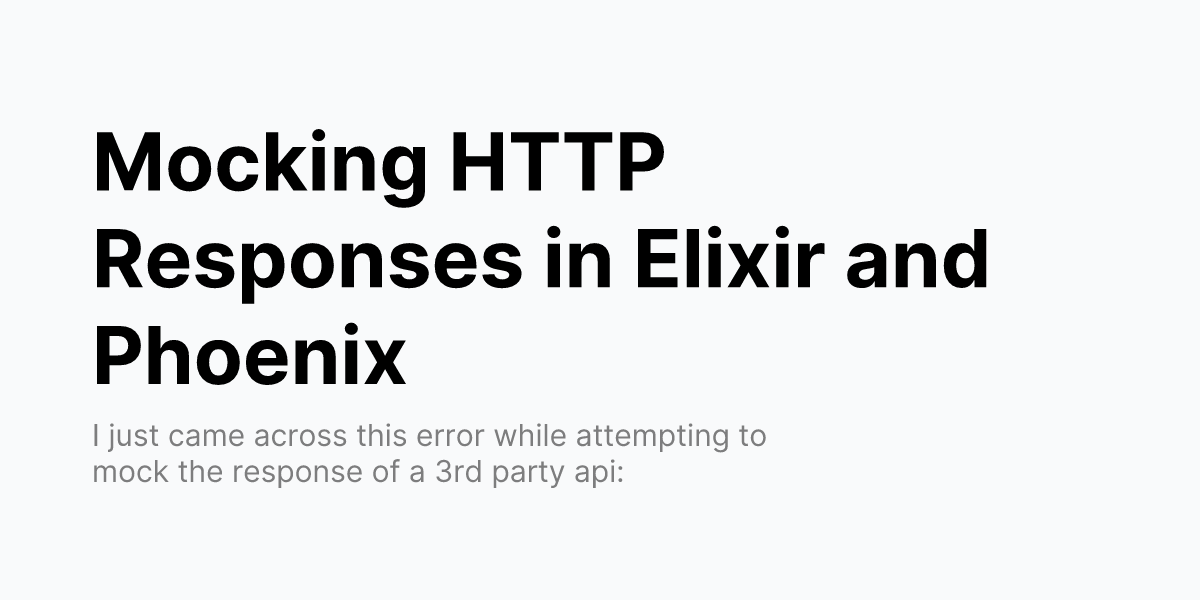 Mocking HTTP
Responses in Elixir and
Phoenix
I just came across this error while attempting to
mock the response of a 3rd party api: